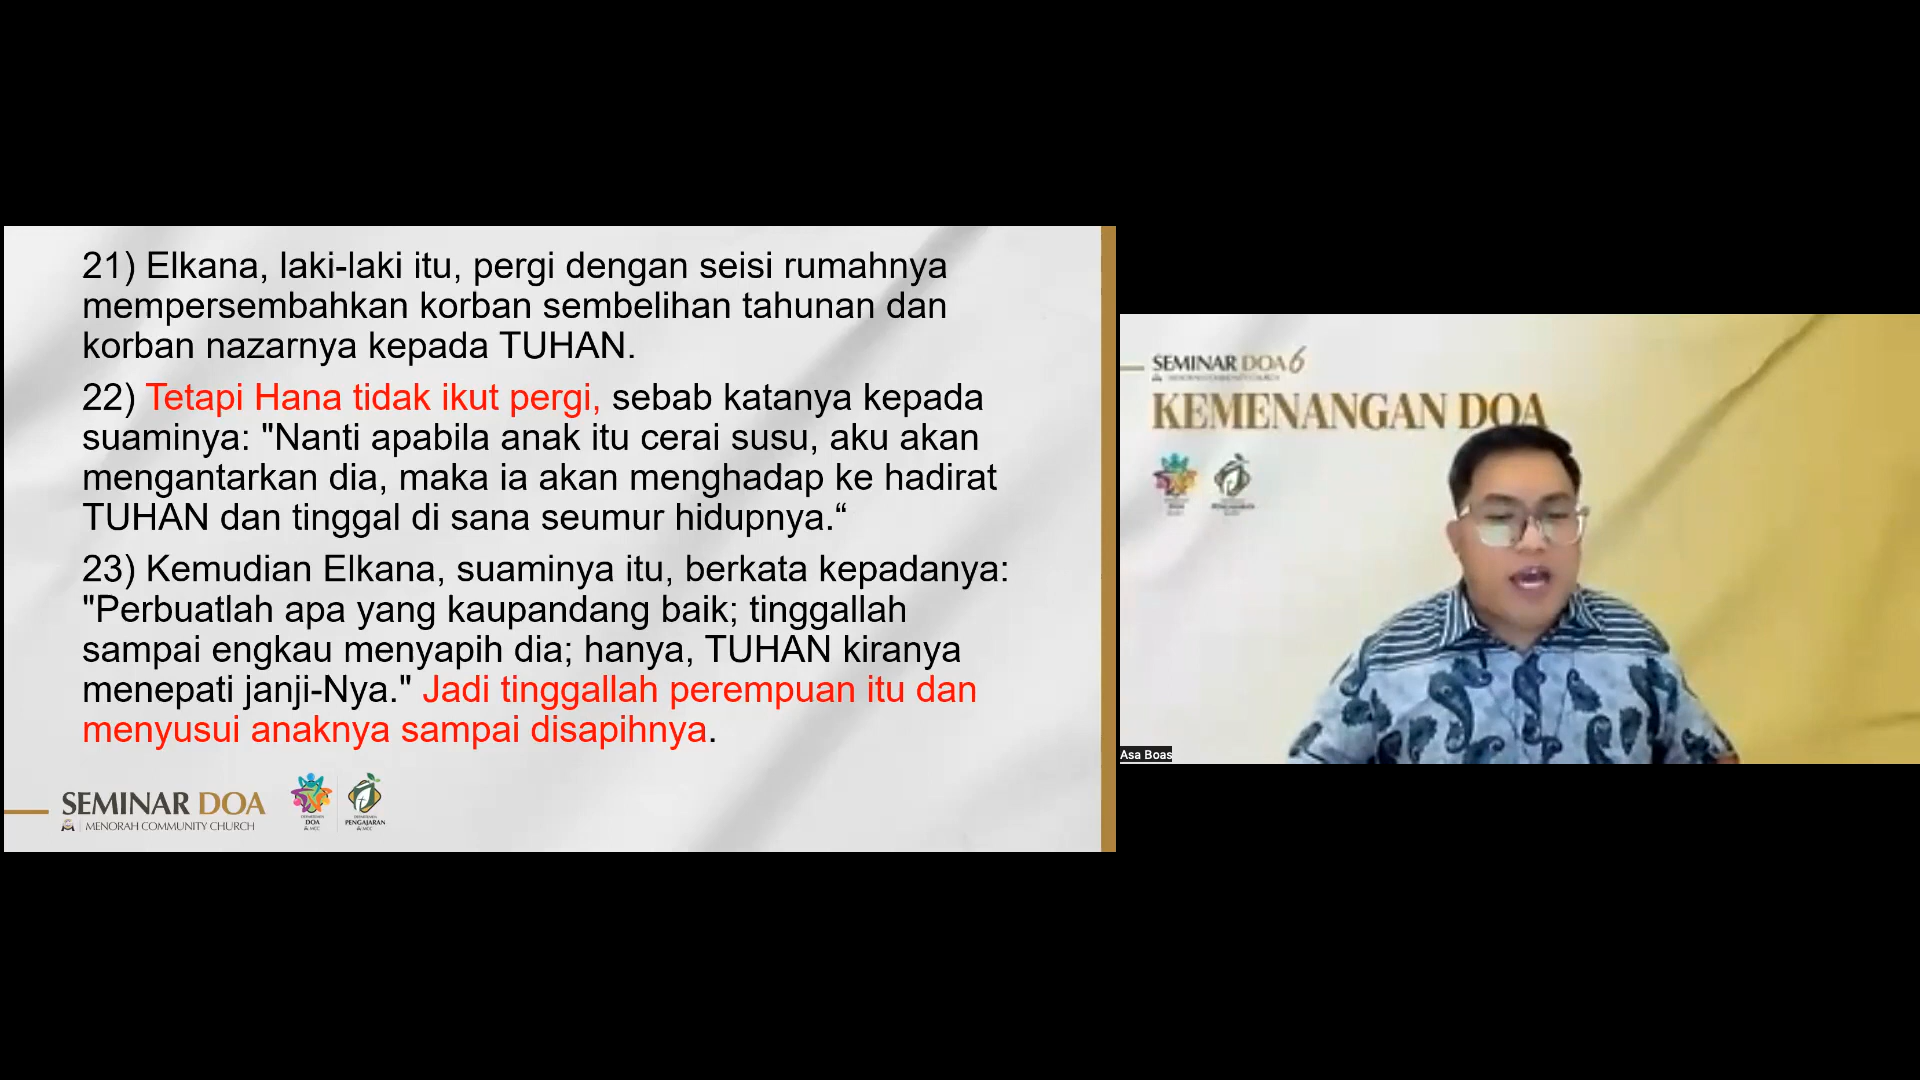 21) Elkana, laki-laki itu, pergi dengan seisi rumahnya
mempersembahkan korban sembelihan tahunan dan
korban nazarnya kepada TUHAN.
22) Tetapi Hana tidak ikut pergi, sebab katanya kepada
suaminya: "Nanti apabila anak itu cerai susu, aku akan
mengantarkan dia, maka ia akan menghadap ke hadirat
TUHAN dan tinggal di sana seumur hidupnya.“
23) Kemudian Elkana, suaminya itu, berkata kepadanya:
"Perbuatlah apa yang kaupandang baik; tinggallah
sampai engkau menyapih dia; hanya, TUHAN kiranya
menepati janji-Nya." Jadi tinggallah perempuan itu dan
menyusui anaknya sampai disapihnya.
SEMINAR DOA
MENORAH COMMUNITY CHURCH
DOA
MCC
PENGAJARAN
MCC
SEMINAR DOA 6
MENORAH COMMUNITY CHURCH
KEMENANGAN DOA
Asa Boas